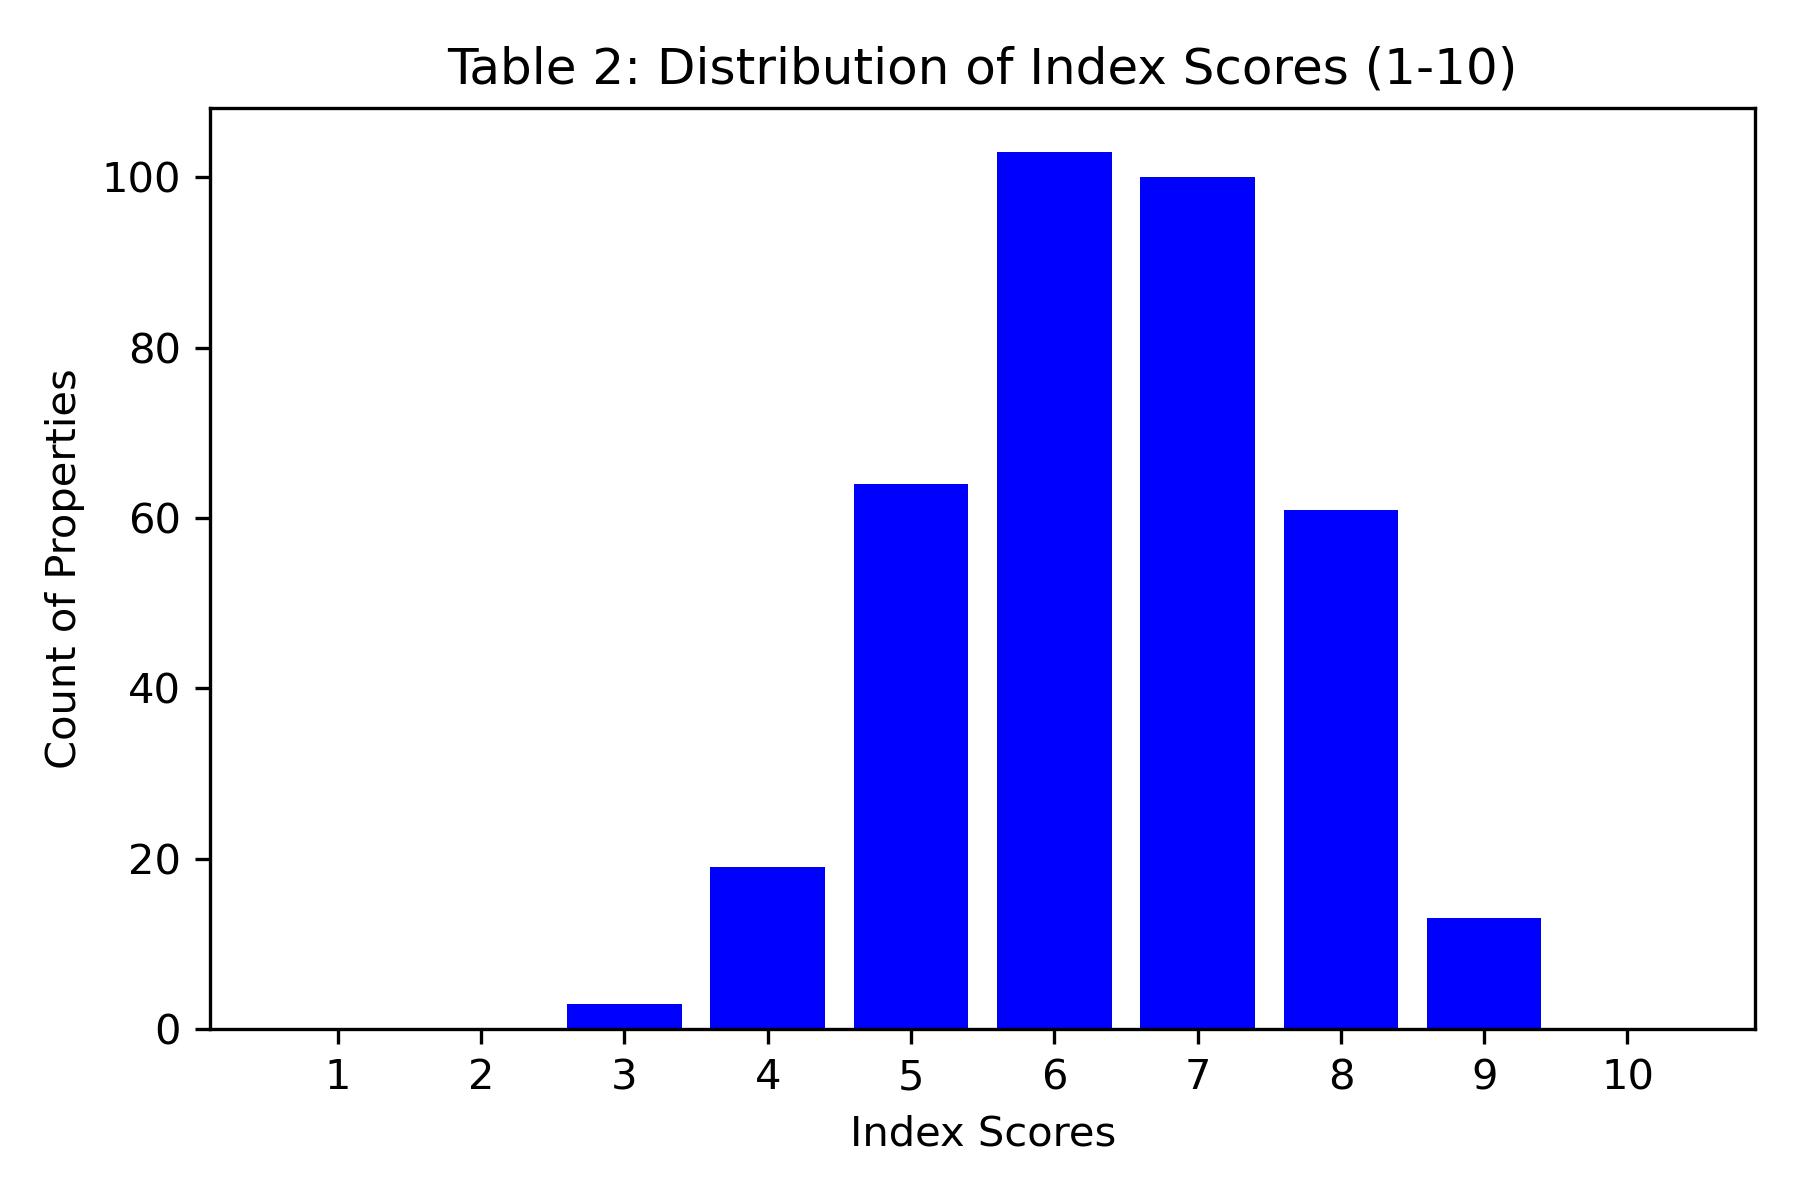 Table 2: Distribution of Index Scores (1-10)
100
80
60
40
20
0
Count of Properties
1 2 3 4 5 6 7 8 9 10
Index Scores